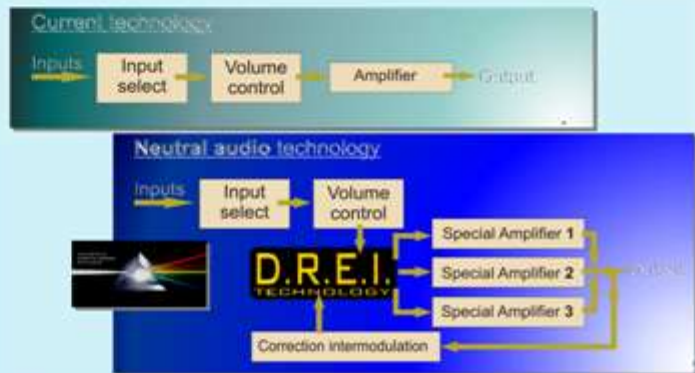 Current technology
Inputs
Input
select
Volume
control
Amplifier
Output
Neutral audio technology
Inputs
Input
select
Volume
control
D.R.E.I.
TECHNOLOGY
Special Amplifier 1
Special Amplifier 2
Special Amplifier 3
Output
Correction intermodulation